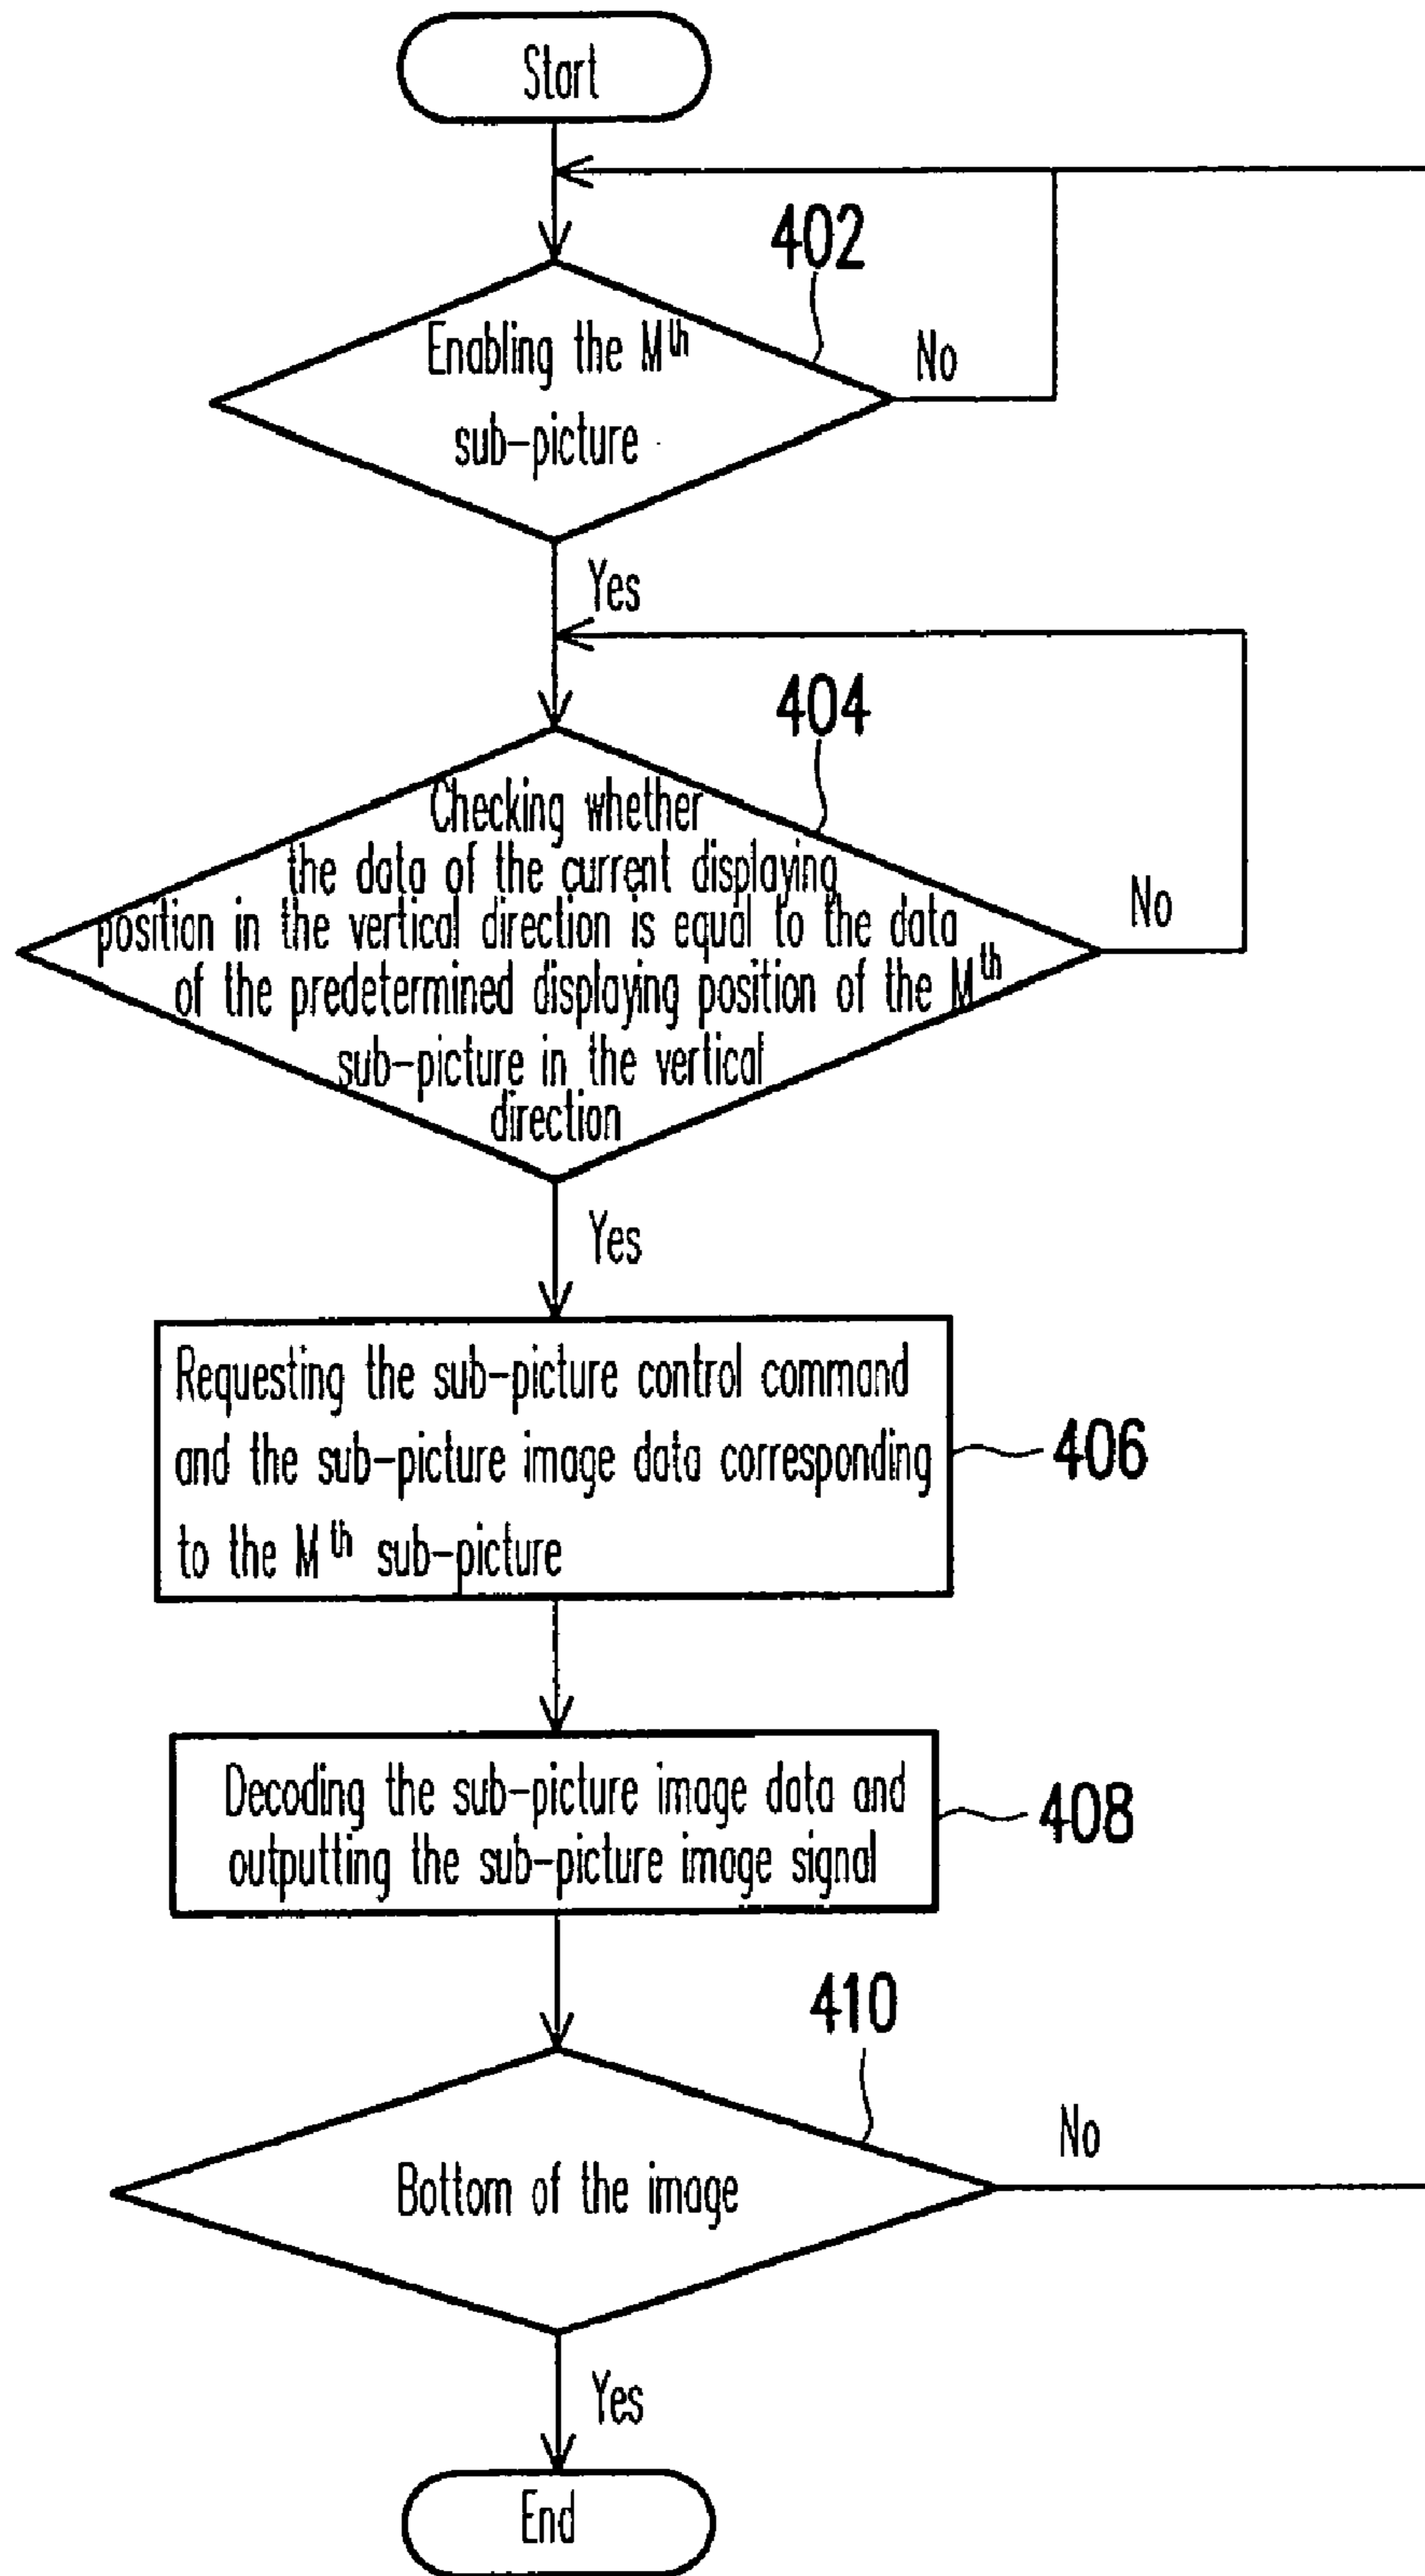 Start
402
Enabling the Mth
sub-picture
No
Yes
404
Checking whether
the data of the current displaying
position in the vertical direction is equal to the data
of the predetermined displaying position of the Mth
sub-picture in the vertical
direction
No
Yes
Requesting the sub-picture control command
and the sub-picture image data corresponding
to the Mth sub-picture
406
Decoding the sub-picture image data and
outputting the sub-picture image signal
408
410
Bottom of the image
No
Yes
End